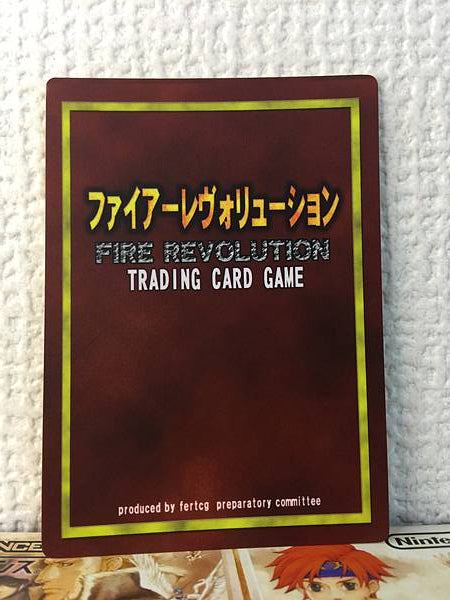 ファイアーレヴォリューション
FIRE REVOLUTION
TRADING CARD GAME
produced by fertcg preparatory committee